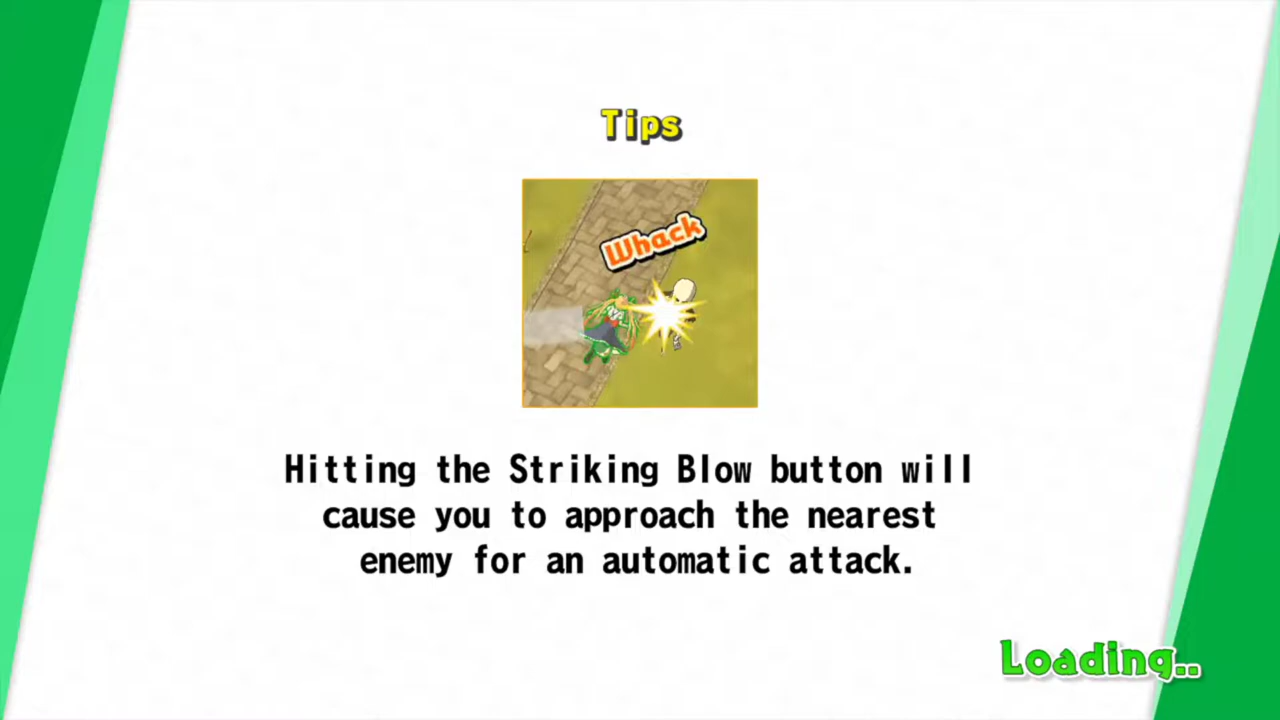 Tips
Whack
Hitting the Striking Blow button will
cause you to approach the nearest
enemy for an automatic attack.
Loading..